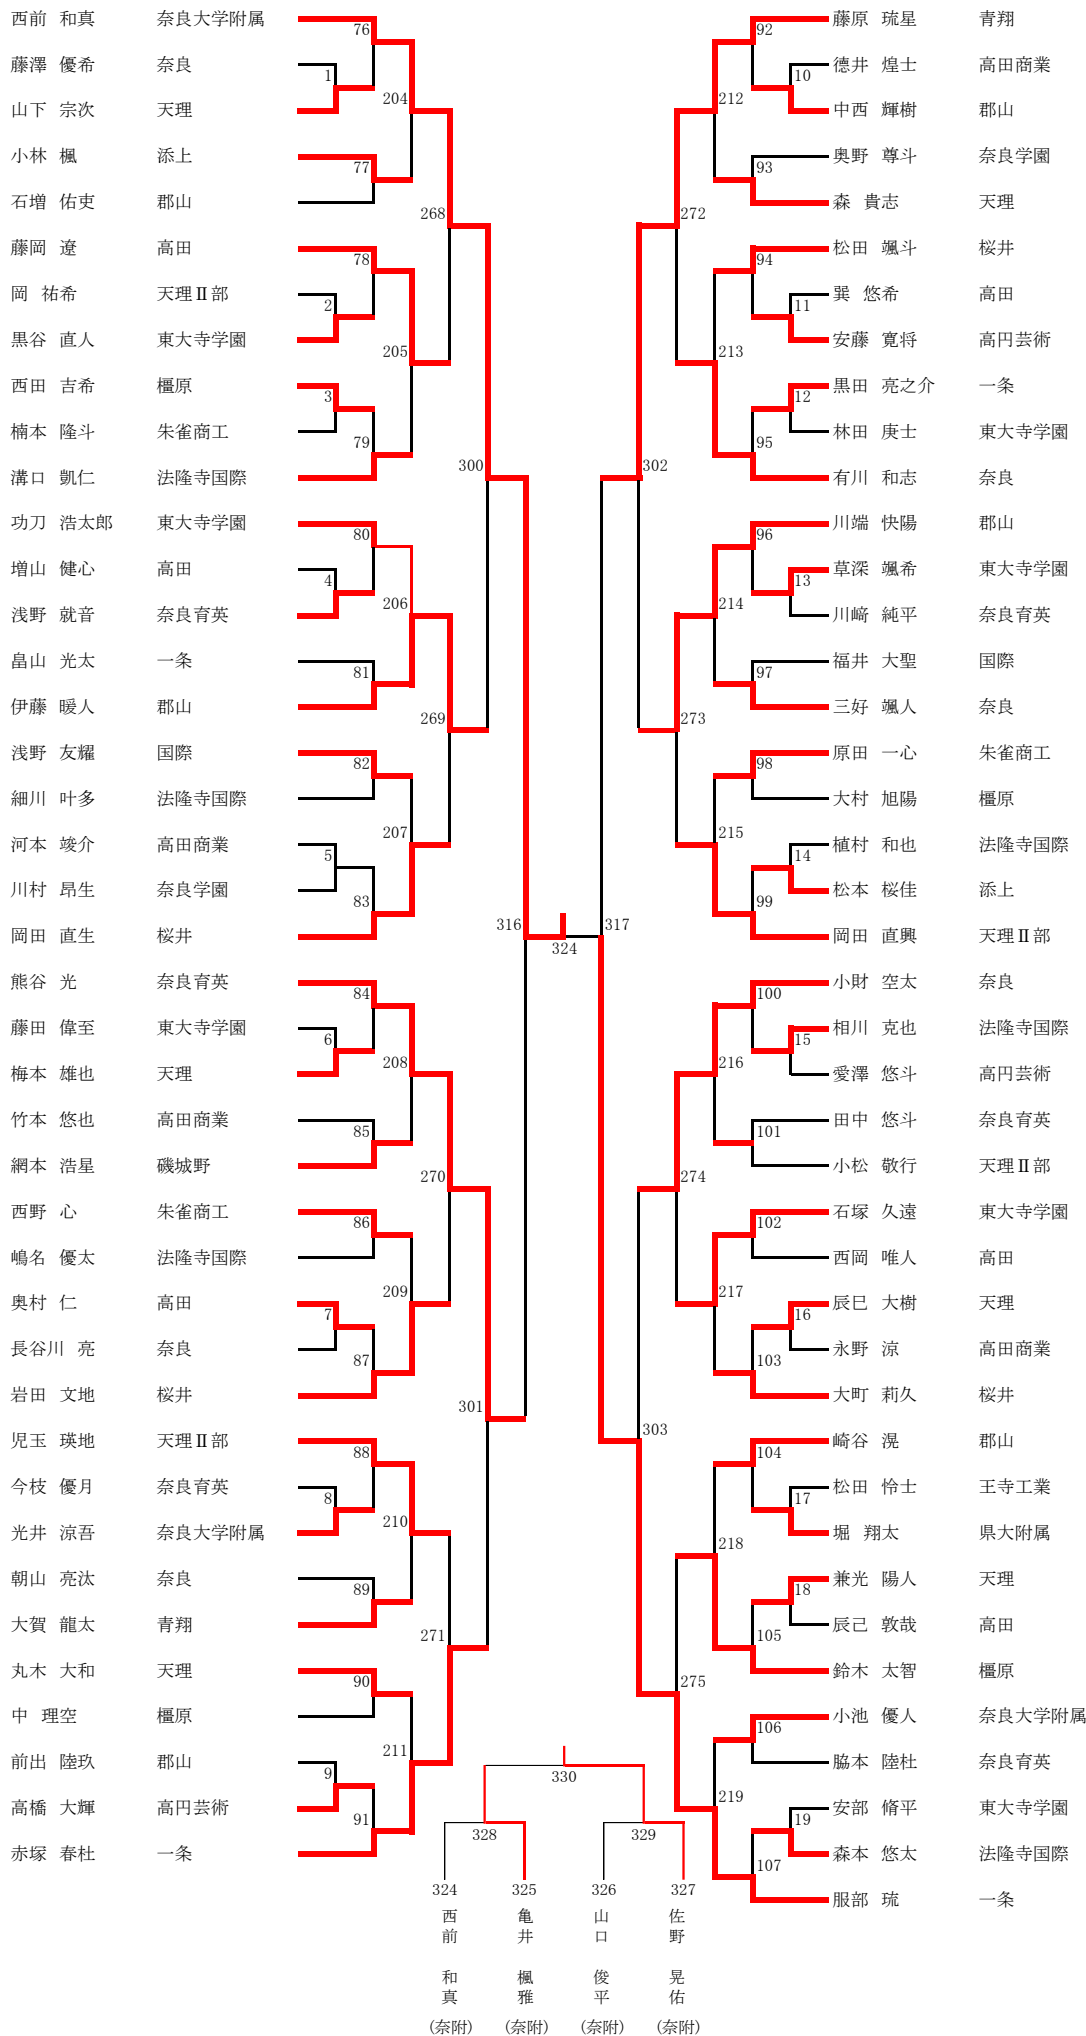 西前 和真 奈良大学附属
藤澤 優希 奈良
山下 宗次 天理
小林 楓 添上
石増 佑吏 郡山
藤岡 遼 高田
岡 祐希 天理Ⅱ部
黒谷 直人 東大寺学園
西田 吉希 橿原
楠本 隆斗 朱雀商工
溝口 凱仁 法隆寺国際
功刀 浩太郎 東大寺学園
増山 健心 高田
浅野 就音 奈良育英
畠山 光太 一条
伊藤 暖人 郡山
浅野 友耀 国際
細川 叶多 法隆寺国際
河本 竣介 高田商業
川村 昂生 奈良学園
岡田 直生 桜井
熊谷 光 奈良育英
藤田 偉至 東大寺学園
梅本 雄也 天理
竹本 悠也 高田商業
網本 浩星 磯城野
西野 心 朱雀商工
嶋名 優太 法隆寺国際
奥村 仁 高田
長谷川 亮 奈良
岩田 文地 桜井
児玉 瑛地 天理Ⅱ部
今枝 優月 奈良育英
光井 涼吾 奈良大学附属
朝山 亮汰 奈良
大賀 龍太 青翔
丸木 大和 天理
中 理空 橿原
前出 陸玖 郡山
高橋 大輝 高円芸術
赤塚 春杜 一条
76
1
204
77
268
78
2
205
3
79
300
80
4
206
81
269
82
207
5
83
316
84
6
208
85
270
86
209
7
87
301
88
8
210
89
271
90
211
9
91
324
317
92
10
212
93
272
94
11
213
12
95
302
96
13
214
97
273
98
215
14
99
100
15
216
101
274
102
217
16
103
303
104
17
218
18
105
275
106
219
19
107
藤原 琉星 青翔
德井 煌士 高田商業
中西 輝樹 郡山
奥野 尊斗 奈良学園
森 貴志 天理
松田 颯斗 桜井
巽 悠希 高田
安藤 寛将 高円芸術
黒田 亮之介 一条
林田 庚士 東大寺学園
有川 和志 奈良
川端 快陽 郡山
草深 颯希 東大寺学園
川﨑 純平 奈良育英
福井 大聖 国際
三好 颯人 奈良
原田 一心 朱雀商工
大村 旭陽 橿原
植村 和也 法隆寺国際
松本 桜佳 添上
岡田 直興 天理Ⅱ部
小財 空太 奈良
相川 克也 法隆寺国際
愛澤 悠斗 高円芸術
田中 悠斗 奈良育英
小松 敬行 天理Ⅱ部
石塚 久遠 東大寺学園
西岡 唯人 高田
辰巳 大樹 天理
永野 涼 高田商業
大町 莉久 桜井
崎谷 滉 郡山
松田 怜士 王寺工業
堀 翔太 県大附属
兼光 陽人 天理
辰己 敦哉 高田
鈴木 太智 橿原
小池 優人 奈良大学附属
脇本 陸杜 奈良育英
安部 脩平 東大寺学園
森本 悠太 法隆寺国際
服部 琉 一条
330
328
329
324 325 326 327
西前 和真 (奈附)
亀井 楓雅 (奈附)
山口 俊平 (奈附)
佐野 晃佑 (奈附)